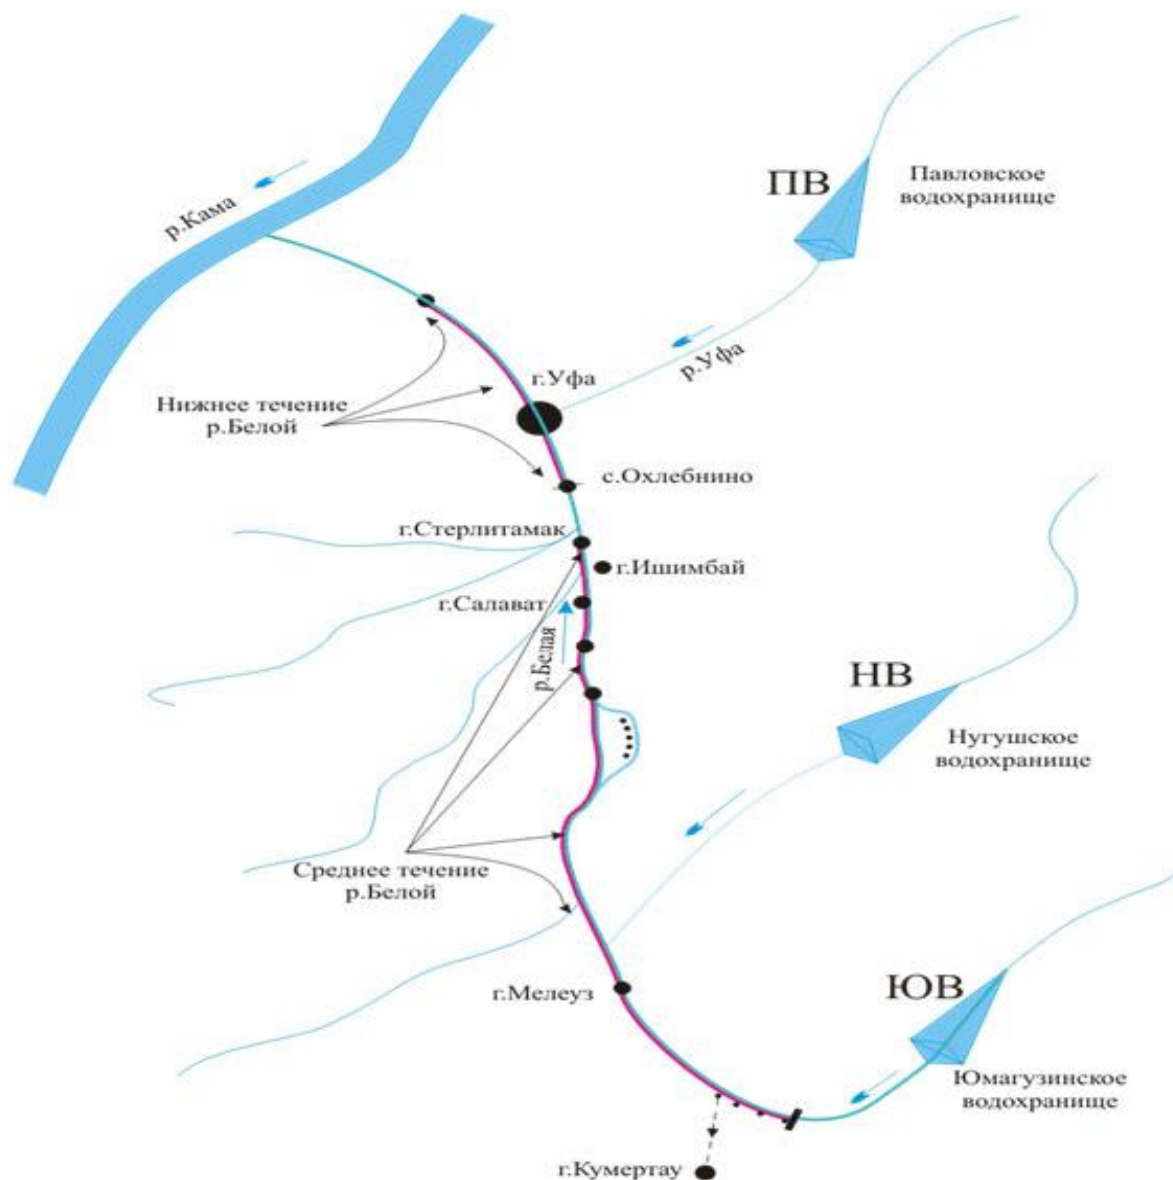 ПВ
Павловское
водохранище
р.Кама
р.Уфа
г.Уфа
Нижнее течение
р.Белой
с.Охлебнино
г.Стерлитамак
г.Ишимбай
г.Салават
р.Белая
НВ
Нугушское
водохранище
Среднее течение
р.Белой
г.Мелеуз
ЮВ
Юмагузинское
водохранище
г.Кумертау